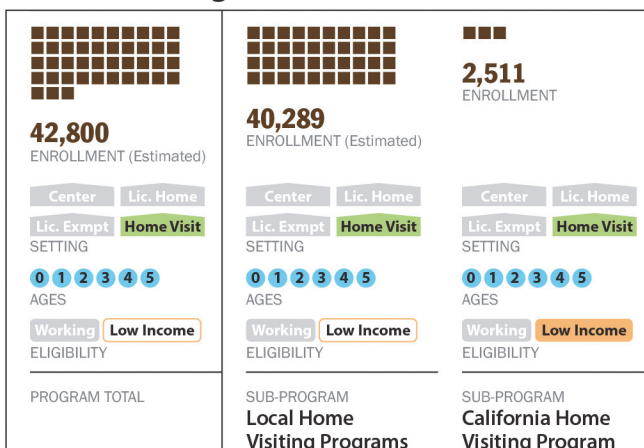 42,800
ENROLLMENT (Estimated)
Center Lic. Home
Lic. Exmpt Home Visit
SETTING
0 1 2 3 4 5
AGES
Working Low Income
ELIGIBILITY
PROGRAM TOTAL
40,289
ENROLLMENT (Estimated)
Center Lic. Home
Lic. Exmpt Home Visit
SETTING
0 1 2 3 4 5
AGES
Working Low Income
ELIGIBILITY
SUB-PROGRAM
Local Home
Visiting Programs
2,511
ENROLLMENT
Center Lic. Home
Lic. Exmpt Home Visit
SETTING
0 1 2 3 4 5
AGES
Working Low Income
ELIGIBILITY
SUB-PROGRAM
California Home
Visiting Program